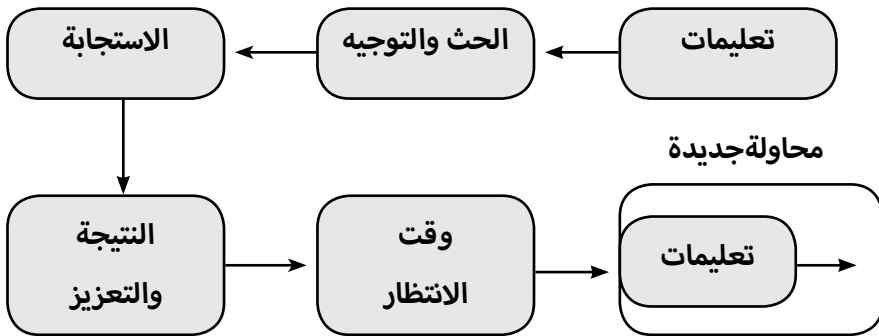 تعليمات
الحث والتوجيه
الاستجابة
محاولةجديدة
النتيجة
والتعزيز
وقت
الانتظار
تعليمات